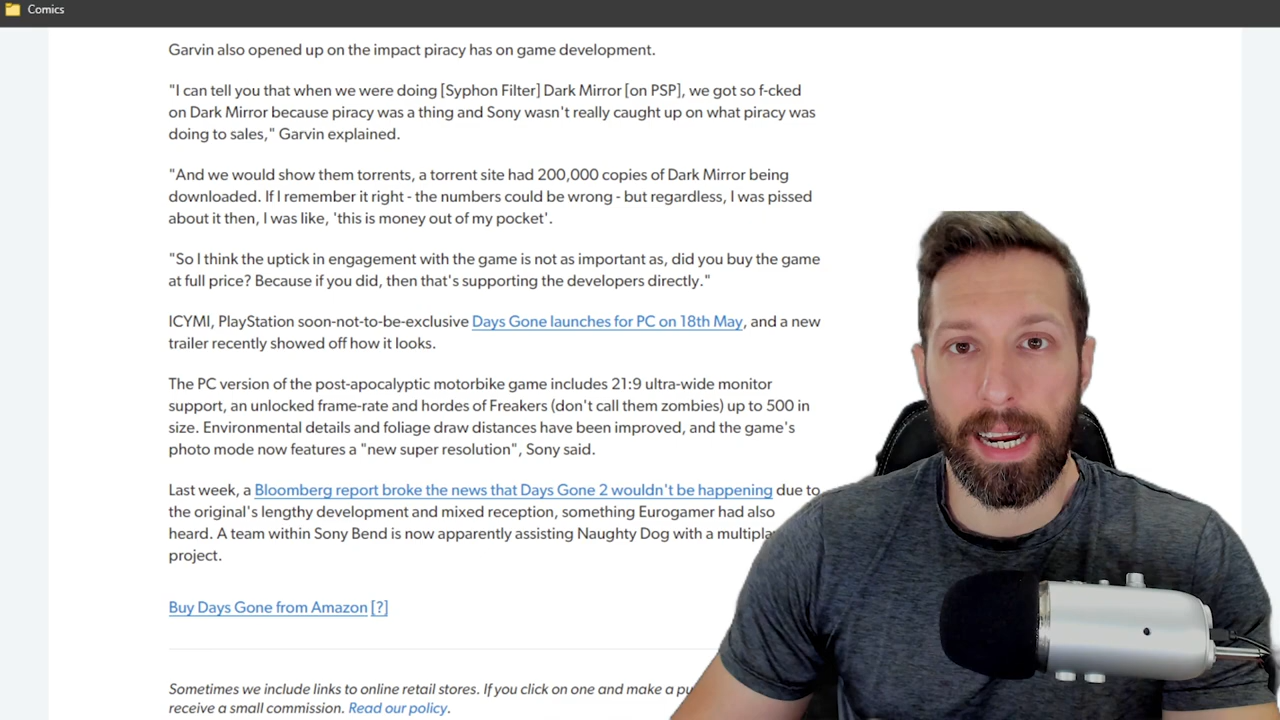 Comics
Garvin also opened up on the impact piracy has on game development.
"I can tell you that when we were doing [Syphon Filter] Dark Mirror [on PSP], we got so f-cked
on Dark Mirror because piracy was a thing and Sony wasn't really caught up on what piracy was
doing to sales," Garvin explained.
"And we would show them torrents, a torrent site had 200,000 copies of Dark Mirror being
downloaded. If I remember it right - the numbers could be wrong - but regardless, I was pissed
about it then, I was like, 'this is money out of my pocket'.
"So I think the uptick in engagement with the game is not as important as, did you buy the game
at full price? Because if you did, then that's supporting the developers directly."
ICYMI, PlayStation soon-not-to-be-exclusive Days Gone launches for PC on 18th May, and a new
trailer recently showed off how it looks.
The PC version of the post-apocalyptic motorbike game includes 21:9 ultra-wide monitor
support, an unlocked frame-rate and hordes of Freakers (don't call them zombies) up to 500 in
size. Environmental details and foliage draw distances have been improved, and the game's
photo mode now features a "new super resolution", Sony said.
Last week, a Bloomberg report broke the news that Days Gone 2 wouldn't be happening due to
the original's lengthy development and mixed reception, something Eurogamer had also
heard. A team within Sony Bend is now apparently assisting Naughty Dog with a
project.
Buy Days Gone from Amazon [?]
Sometimes we include links to online retail stores. If you click on one and make a
receive a small commission. Read our policy.